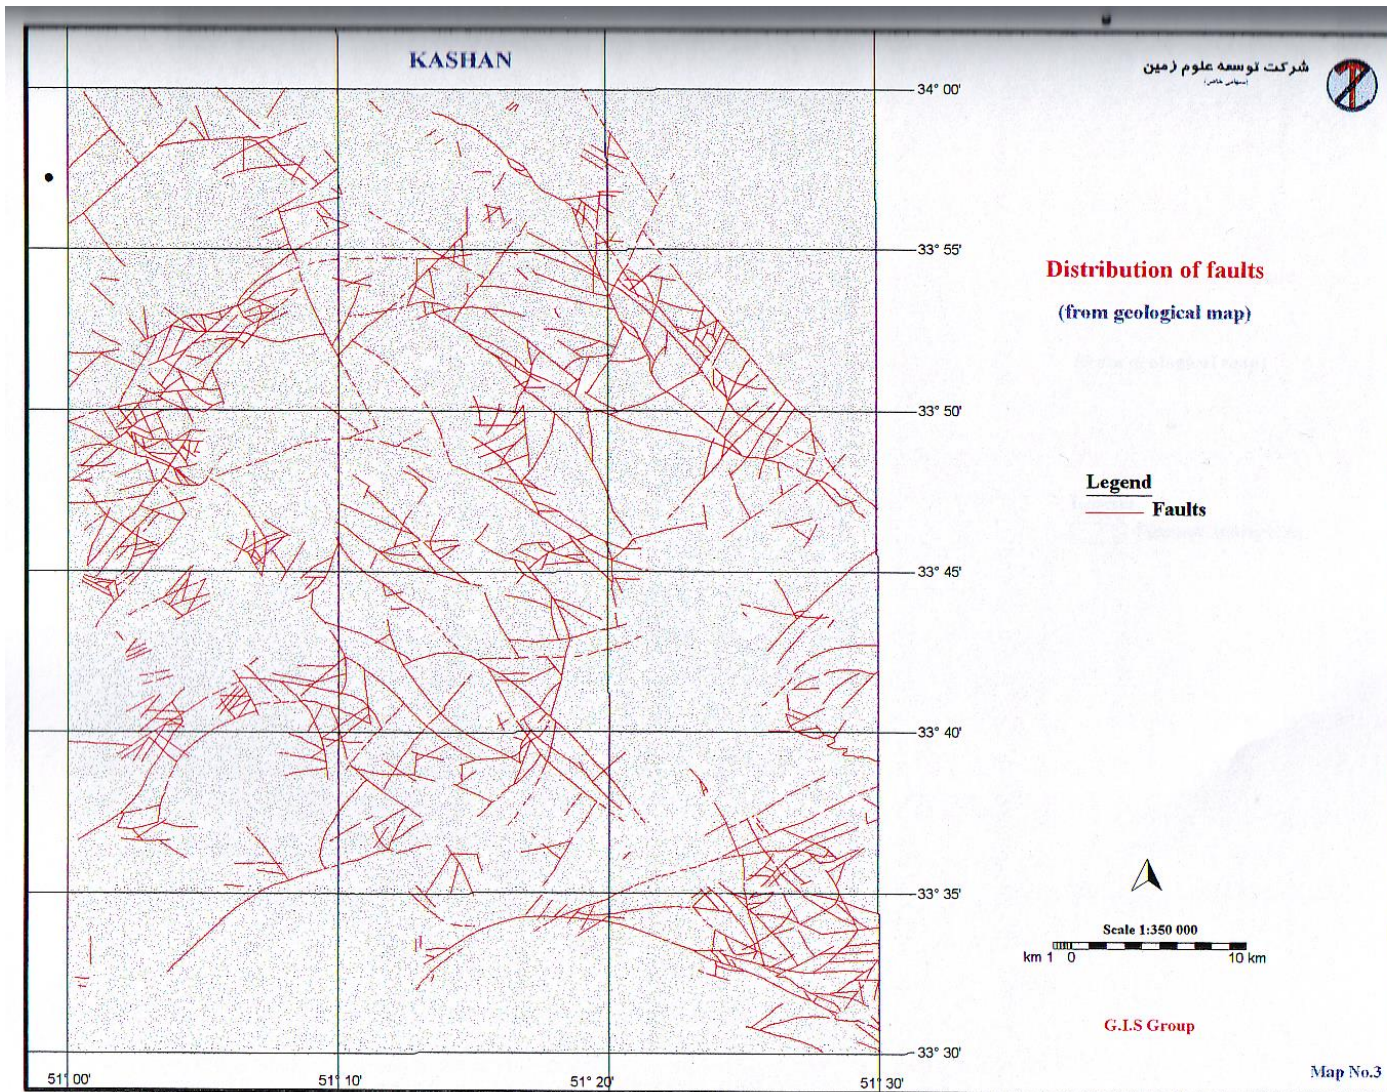 KASHAN
شرکت توسعه علوم زمین
(سهامی خاص)
34° 00'
33° 55'
Distribution of faults
(from geological map)
33° 50'
Legend
Faults
33° 45'
33° 40'
33° 35'
Scale 1:350 000
km 1 0 10 km
G.I.S Group
33° 30'
Map No.3
51° 00' 51° 10' 51° 20' 51° 30'